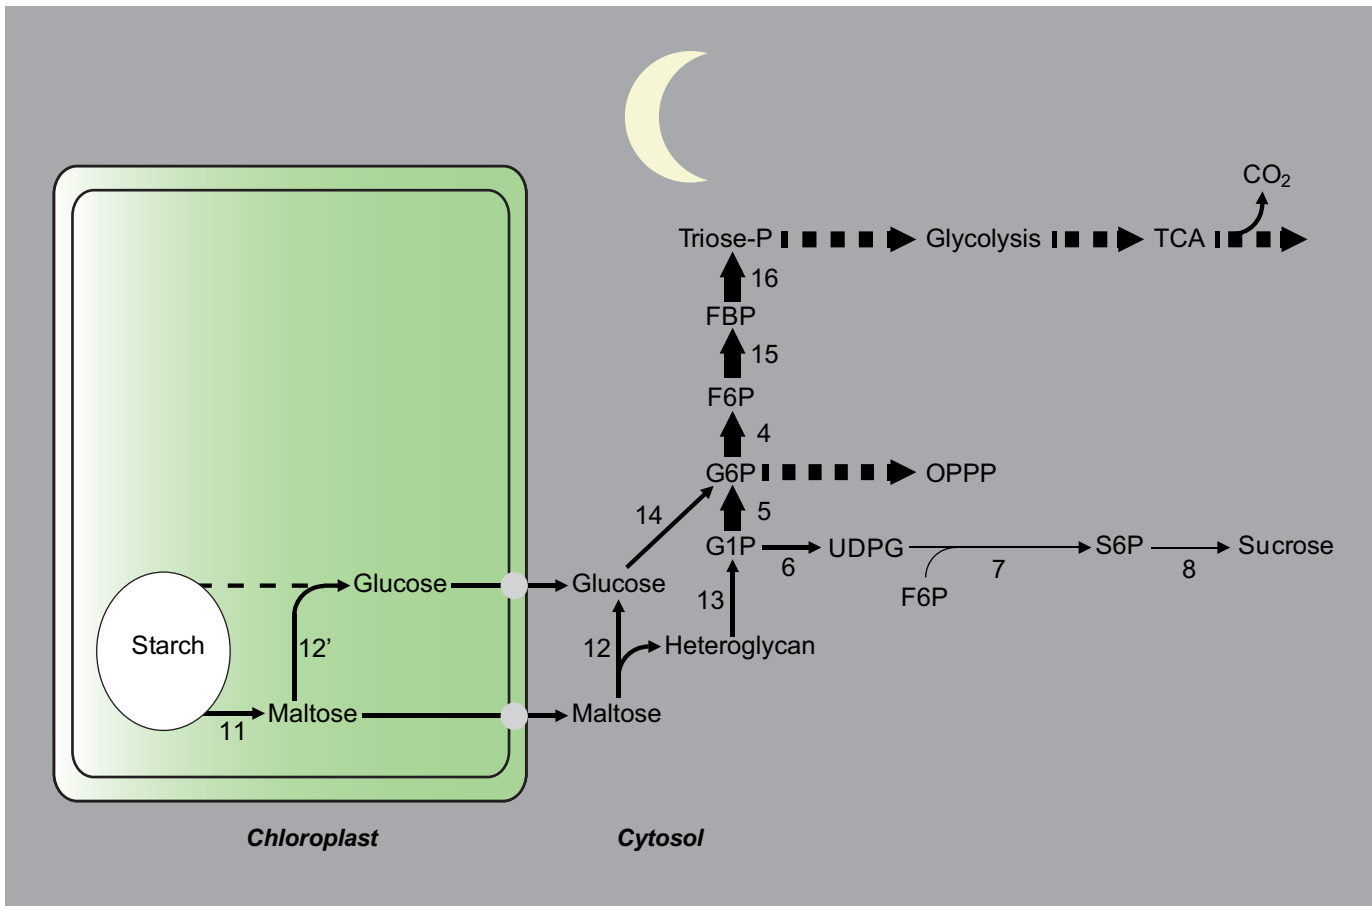 CO2
Triose-P Glycolysis TCA
16
FBP
15
F6P
4
G6P OPPP
14 5
G1P 6 UDPG 7 S6P 8 Sucrose
F6P
Glucose Glucose
13
Starch 12’ 12 Heteroglycan
11 Maltose Maltose
Chloroplast Cytosol